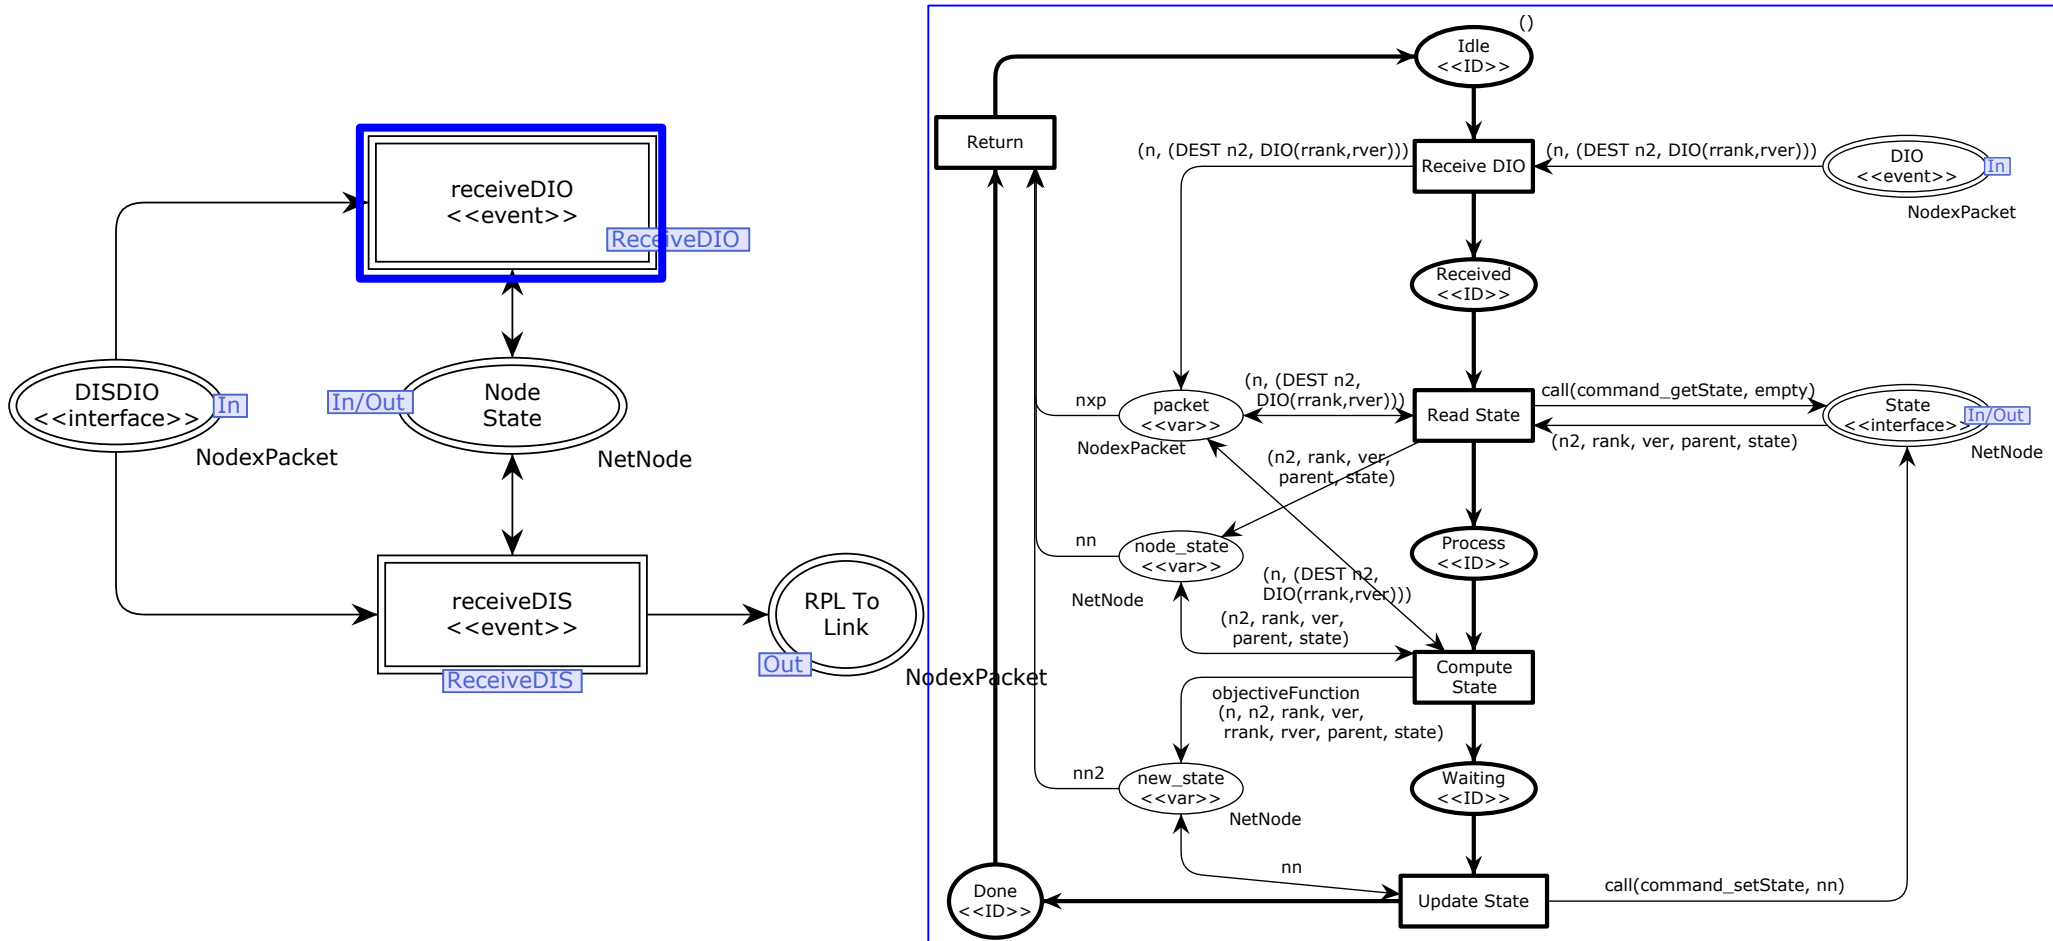 receiveDIO
<<event>>
ReceiveDIO
DISDIO
<<interface>>
In
NodexPacket
In/Out
Node
State
NetNode
receiveDIS
<<event>>
ReceiveDIS
RPL To
Link
Out
NodexPacket
Idle
<<ID>>
()
Return
(n, (DEST n2, DIO(rrank,rver)))
Receive DIO
(n, (DEST n2, DIO(rrank,rver)))
DIO
<<event>>
In
NodexPacket
Received
<<ID>>
nxp
packet
<<var>>
NodexPacket
(n, (DEST n2,
DIO(rrank,rver)))
Read State
call(command_getState, empty)
(n2, rank, ver, parent, state)
State
<<interface>>
In/Out
NetNode
(n2, rank, ver,
parent, state)
nn
node_state
<<var>>
NetNode
Process
<<ID>>
(n, (DEST n2,
DIO(rrank,rver)))
(n2, rank, ver,
parent, state)
Compute
State
objectiveFunction
(n, n2, rank, ver,
rrank, rver, parent, state)
nn2
new_state
<<var>>
NetNode
Waiting
<<ID>>
nn
Done
<<ID>>
Update State
call(command_setState, nn)